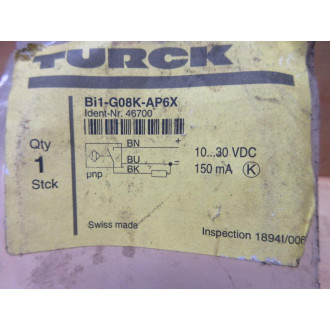 TURCK
Bi1-G08K-AP6X
Ident-Nr. 46700
Qty
1
Stck
BN +
BU –
BK
pnp
10...30 VDC
150 mA K
Swiss made
Inspection 1894I/006